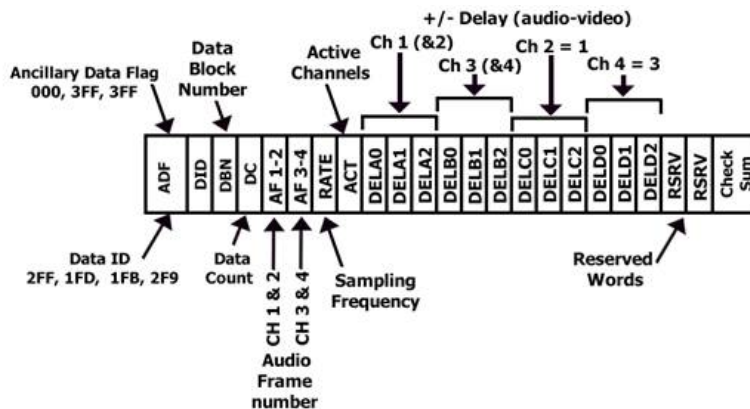 +/- Delay (audio-video)
Ch 1 (&2)
Ch 2 = 1
Ch 3 (&4)
Ch 4 = 3
Data
Block
Number
Active
Channels
Ancillary Data Flag
000, 3FF, 3FF
ADF
DID
DBN
DC
AF 1-2
AF 3-4
RATE
ACT
DELA0
DELA1
DELA2
DELB0
DELB1
DELB2
DELC0
DELC1
DELC2
DELD0
DELD1
DELD2
RSRV
RSRV
Check
Sum
Data ID
2FF, 1FD, 1FB, 2F9
Data
Count
CH 1 & 2
CH 3 & 4
Audio
Frame
number
Sampling
Frequency
Reserved
Words